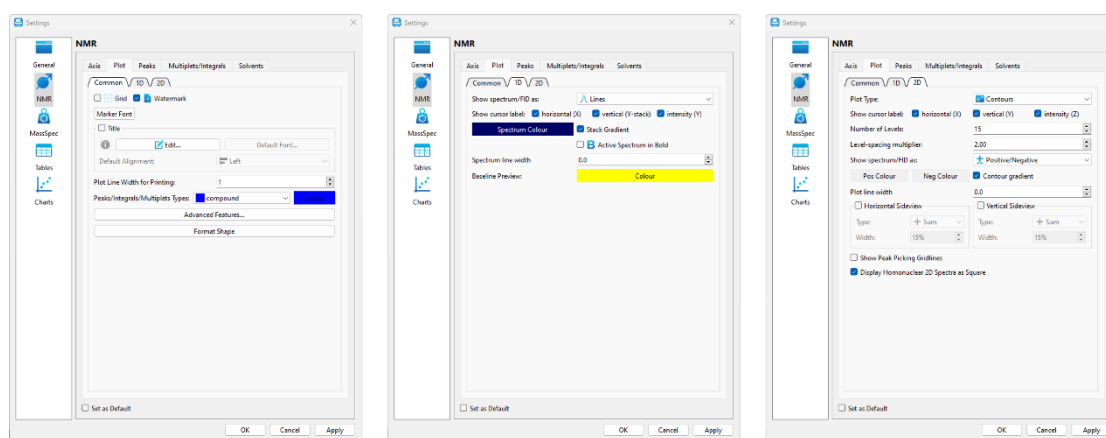 Settings
NMR
General
NMR
MassSpec
Tables
Charts
Axis Plot Peaks Multiplets/Integrals Solvents
Common 1D 2D
Grid Watermark
Marker Font
Title
Edit... Default Font...
Default Alignment: Left
Plot Line Width for Printing: 1
Peaks/Integrals/Multiplets Types: compound
Advanced Features...
Format Shape
Set as Default
OK Cancel Apply
Settings
NMR
General
NMR
MassSpec
Tables
Charts
Axis Plot Peaks Multiplets/Integrals Solvents
Common 1D 2D
Show spectrum/FID as: Lines
Show cursor label: horizontal (X) vertical (Y-stack) intensity (Y)
Spectrum Colour Stack Gradient
B Active Spectrum in Bold
Spectrum line width 0.0
Baseline Preview: Colour
Set as Default
OK Cancel Apply
Settings
NMR
General
NMR
MassSpec
Tables
Charts
Axis Plot Peaks Multiplets/Integrals Solvents
Common 1D 2D
Plot Type: Contours
Show cursor label: horizontal (X) vertical (Y) intensity (Z)
Number of Levels: 15
Level-spacing multiplier: 2.00
Show spectrum/FID as: Positive/Negative
Pos Colour Neg Colour Contour gradient
Plot line width 0.0
Horizontal Sideview Vertical Sideview
Type: Sum Type: Sum
Width: 15% Width: 15%
Show Peak Picking Gridlines
Display Homonuclear 2D Spectra as Square
Set as Default
OK Cancel Apply